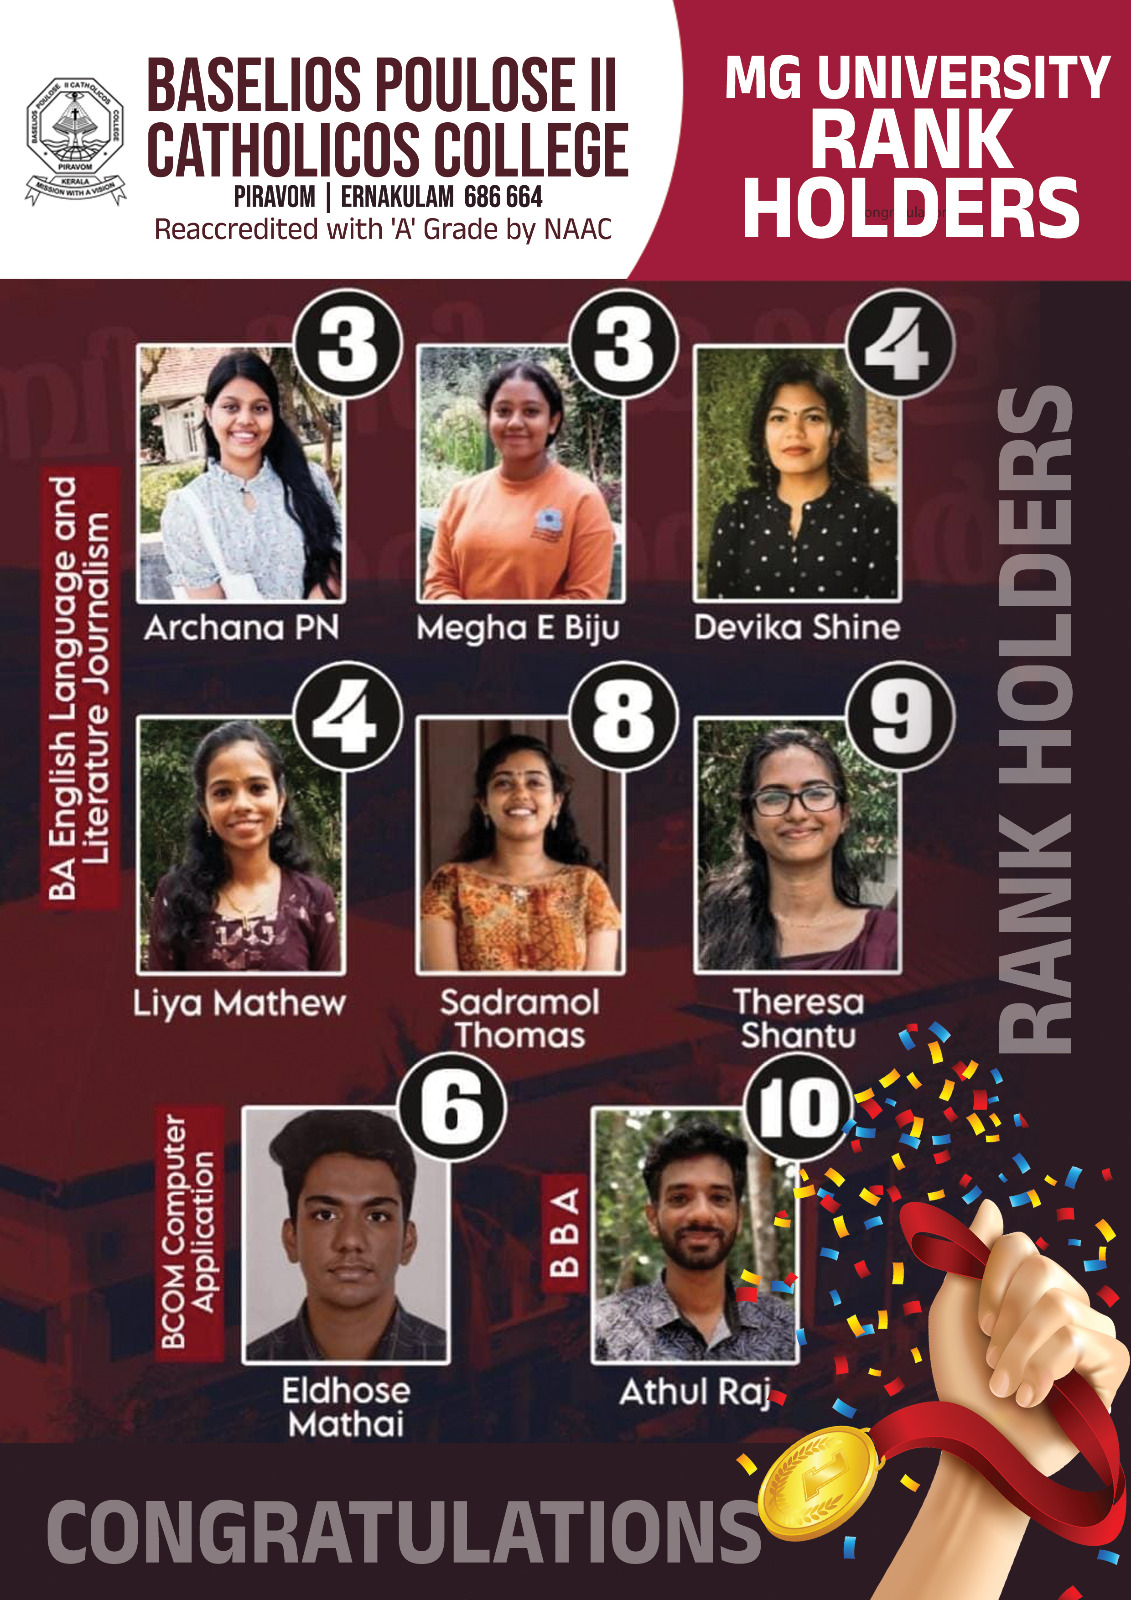 BASELIOS POULOSE II CATHOLICOS COLLEGE
PIRAVOM
KERALA
MISSION WITH A VISION
BASELIOS POULOSE II
CATHOLICOS COLLEGE
PIRAVOM | ERNAKULAM 686 664
Reaccredited with 'A' Grade by NAAC
MG UNIVERSITY
RANK
HOLDERS
BA English Language and
Literature Journalism
3
Archana PN
3
Megha E Biju
4
Devika Shine
4
Liya Mathew
8
Sadramol
Thomas
9
Theresa
Shantu
BCOM Computer
Application
6
Eldhose
Mathai
BBA
10
Athul Raj
RANK HOLDERS
CONGRATULATIONS
1